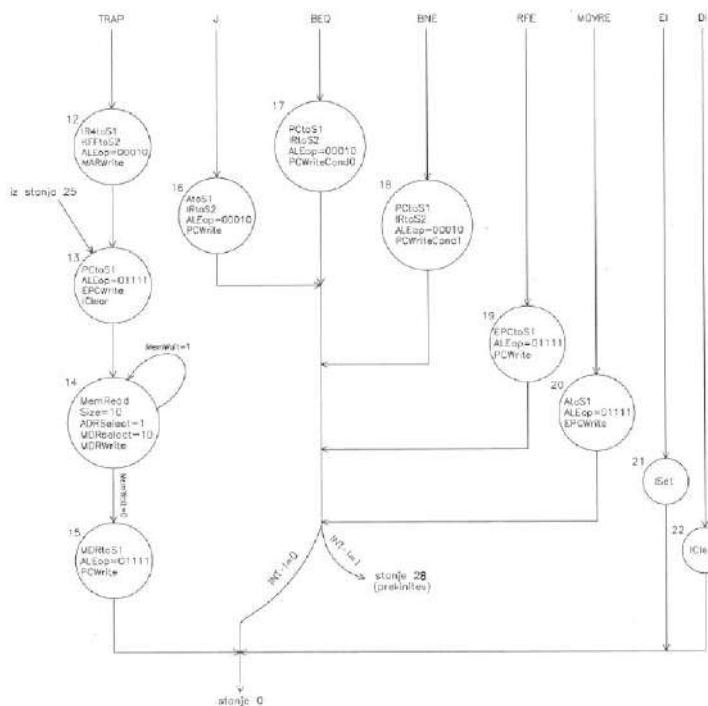 TRAP J BEQ BNE RFE MOVRE EI DI
12
IR4toS1
KFFtoS2
ALEop=00010
MARWrite
17
PCtoS1
IRtoS2
ALEop=00010
PCWriteCond0
16
AtoS1
IRtoS2
ALEop=00010
PCWrite
18
PCtoS1
IRtoS2
ALEop=00010
PCWriteCond1
iz stanja 25
13
PCtoS1
ALEop=01111
EPCWrite
IClear
19
EPCtoS1
ALEop=01111
PCWrite
MemWait=1
14
MemRead
Size=10
ADRSelect=1
MDRselect=10
MDRWrite
20
AtoS1
ALEop=01111
EPCWrite
MemWait=0
21
ISet
22
ICle
15
MDRtoS1
ALEop=01111
PCWrite
INT·I=0
INT·I=1
stanje 28
(prekinitev)
stanje 0